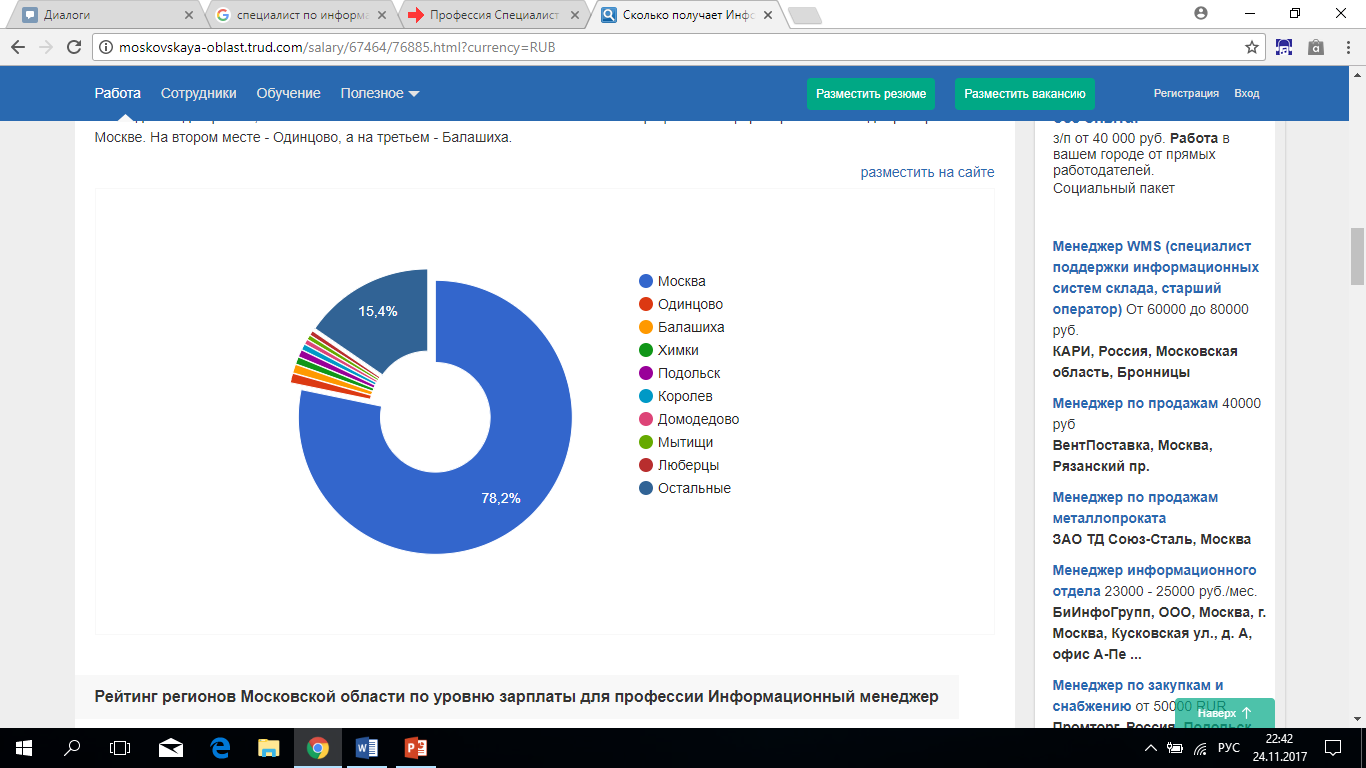 Диалоги
специалист по информа
Профессия Специалист
Сколько получает Инфо
moskovskaya-oblast.trud.com/salary/67464/76885.html?currency=RUB
Работа Сотрудники Обучение Полезное Разместить резюме Разместить вакансию Регистрация Вход
Москве. На втором месте - Одинцово, а на третьем - Балашиха.
разместить на сайте
15,4%
78,2%
Москва
Одинцово
Балашиха
Химки
Подольск
Королев
Домодедово
Мытищи
Люберцы
Остальные
Рейтинг регионов Московской области по уровню зарплаты для профессии Информационный менеджер
з/п от 40 000 руб. Работа в
вашем городе от прямых
работодателей.
Социальный пакет
Менеджер WMS (специалист
поддержки информационных
систем склада, старший
оператор) От 60000 до 80000
руб.
КАРИ, Россия, Московская
область, Бронницы
Менеджер по продажам 40000
руб
ВентПоставка, Москва,
Рязанский пр.
Менеджер по продажам
металлопроката
ЗАО ТД Союз-Сталь, Москва
Менеджер информационного
отдела 23000 - 25000 руб./мес.
БиИнфоГрупп, ООО, Москва, г.
Москва, Кусковская ул., д. А,
офис А-Пе ...
Менеджер по закупкам и
снабжению от 50000 RUR
Наверх
Промторг, Россия, Подольск
РУС
22:42
24.11.2017